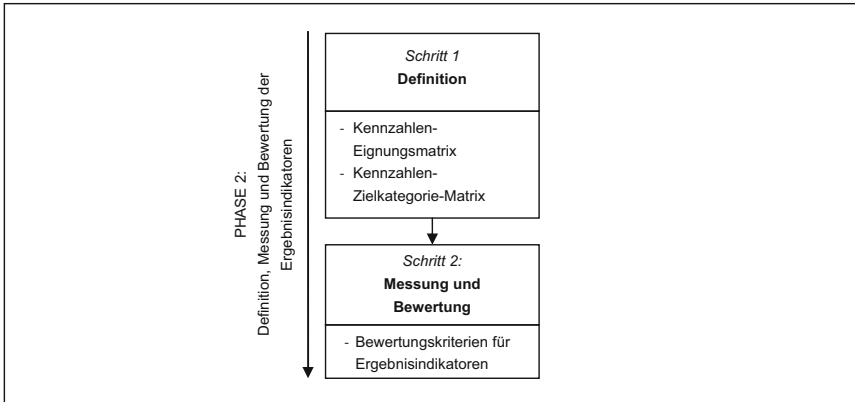 PHASE 2:
Definition, Messung und Bewertung der
Ergebnisindikatoren
Schritt 1
Definition
- Kennzahlen-
Eignungsmatrix
- Kennzahlen-
Zielkategorie-Matrix
Schritt 2:
Messung und
Bewertung
- Bewertungskriterien für
Ergebnisindikatoren